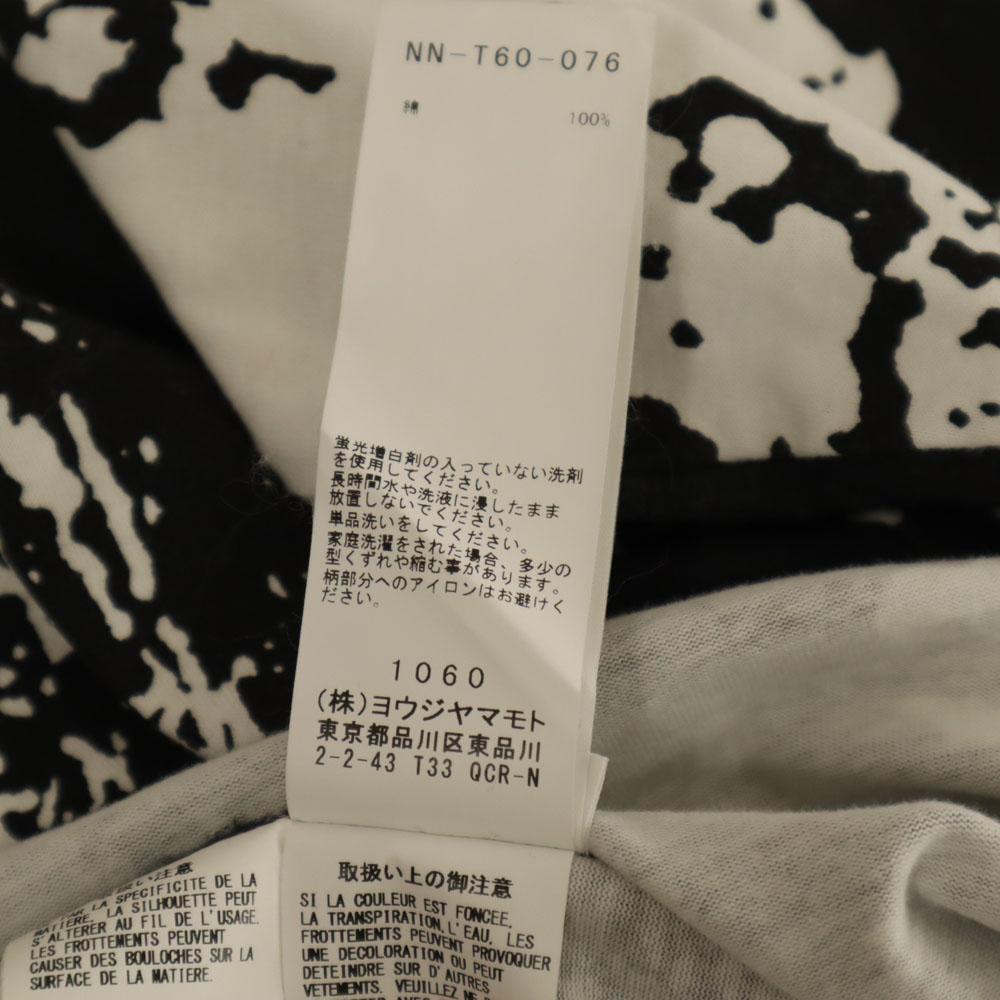 NN-T60-076
綿 100%
蛍光増白剤の入っていない洗剤
を使用してください。
長時間水や洗液に浸したまま
放置しないでください。
単品洗いをしてください。
家庭洗濯をされた場合、多少の
型くずれや縮む事があります。
柄部分へのアイロンはお避けく
ださい。
1060
(株)ヨウジヤマモト
東京都品川区東品川
2-2-43 T33 QCR-N
注意
LA SPECIFICITE DE LA
MATIERE, LA SILHOUETTE PEUT
S'ALTERER AU FIL DE L'USAGE.
LES FROTTEMENTS PEUVENT
CAUSER DES BOULOCHES SUR LA
SURFACE DE LA MATIERE.
取扱い上の御注意
SI LA COULEUR EST FONCEE,
LA TRANSPIRATION, L'EAU, LES
FROTTEMENTS PEUVENT PROVOQUER
UNE DECOLORATION OU PEUT
DETEINDRE SUR D'AUTRES
VETEMENTS. VEUILLEZ NE